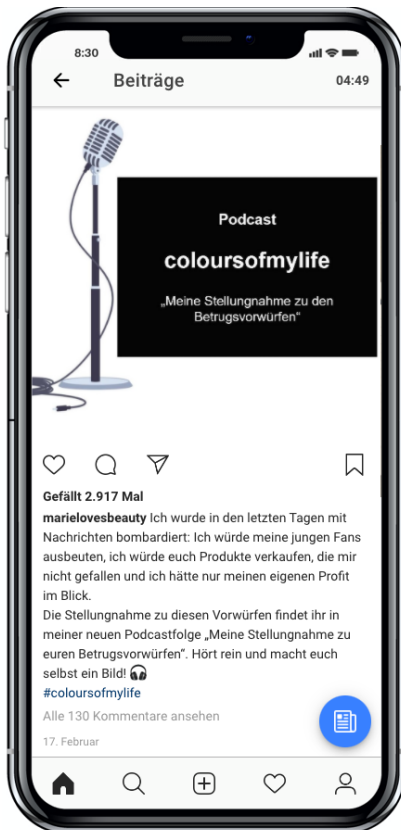 8:30
Beiträge
04:49
Podcast
coloursofmylife
„Meine Stellungnahme zu den
Betrugsvorwürfen“
Gefällt 2.917 Mal
marielovesbeauty Ich wurde in den letzten Tagen mit
Nachrichten bombardiert: Ich würde meine jungen Fans
ausbeuten, ich würde euch Produkte verkaufen, die mir
nicht gefallen und ich hätte nur meinen eigenen Profit
im Blick.
Die Stellungnahme zu diesen Vorwürfen findet ihr in
meiner neuen Podcastfolge „Meine Stellungnahme zu
euren Betrugsvorwürfen“. Hört rein und macht euch
selbst ein Bild! 🎧
#coloursofmylife
Alle 130 Kommentare ansehen
17. Februar